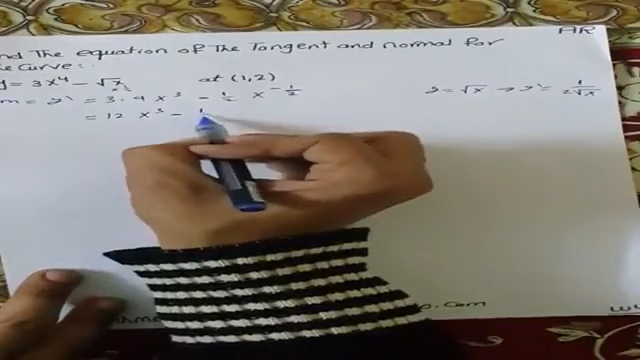 nd The equation of The Tangent and normal for
e curve:
y = 3x⁴ - √x at (1,2)
m = y' = 3·4 x³ - 1/2 x^(-1/2)
y = √x → y' = 1/(2√x)
= 12 x³ - 1
AR